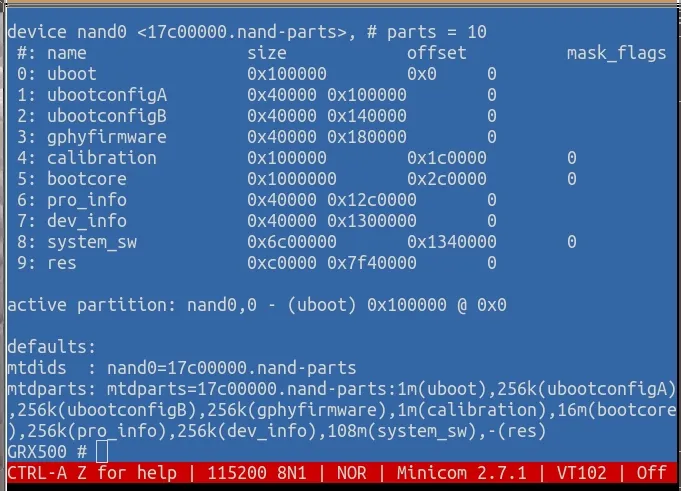 device nand0 <17c00000.nand-parts>, # parts = 10
 #: name                size            offset          mask_flags
 0: uboot               0x100000        0x0     0
 1: ubootconfigA        0x40000 0x100000        0
 2: ubootconfigB        0x40000 0x140000        0
 3: gphyfirmware        0x40000 0x180000        0
 4: calibration         0x100000        0x1c0000        0
 5: bootcore            0x1000000       0x2c0000        0
 6: pro_info            0x40000 0x12c0000       0
 7: dev_info            0x40000 0x1300000       0
 8: system_sw           0x6c00000       0x1340000       0
 9: res                 0xc0000 0x7f40000       0
active partition: nand0,0 - (uboot) 0x100000 @ 0x0
defaults:
mtdids  : nand0=17c00000.nand-parts
mtdparts: mtdparts=17c00000.nand-parts:1m(uboot),256k(ubootconfigA)
,256k(ubootconfigB),256k(gphyfirmware),1m(calibration),16m(bootcore
),256k(pro_info),256k(dev_info),108m(system_sw),-(res)
GRX500 #
CTRL-A Z for help | 115200 8N1 | NOR | Minicom 2.7.1 | VT102 | Off